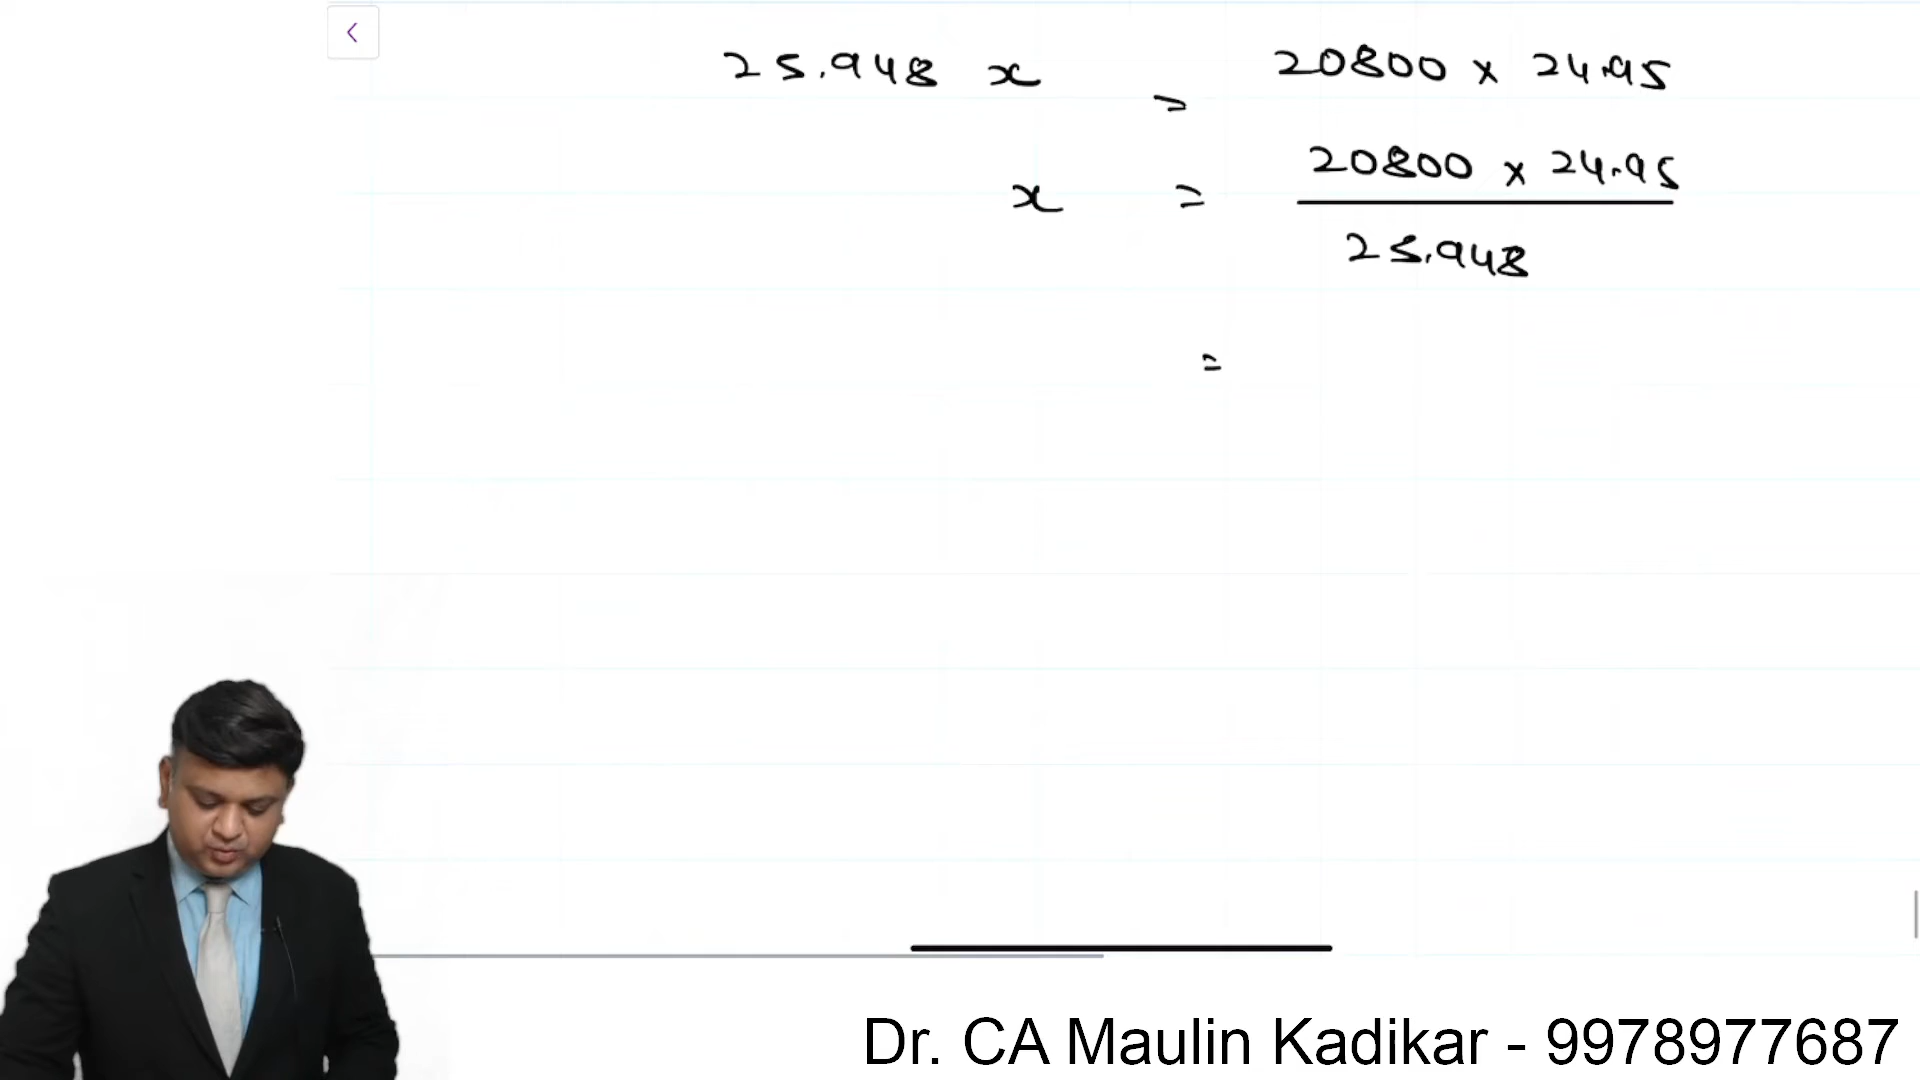 25.948 x = 20800 x 24.95
x = 20800 x 24.95
25.948
=
Dr. CA Maulin Kadikar - 9978977687